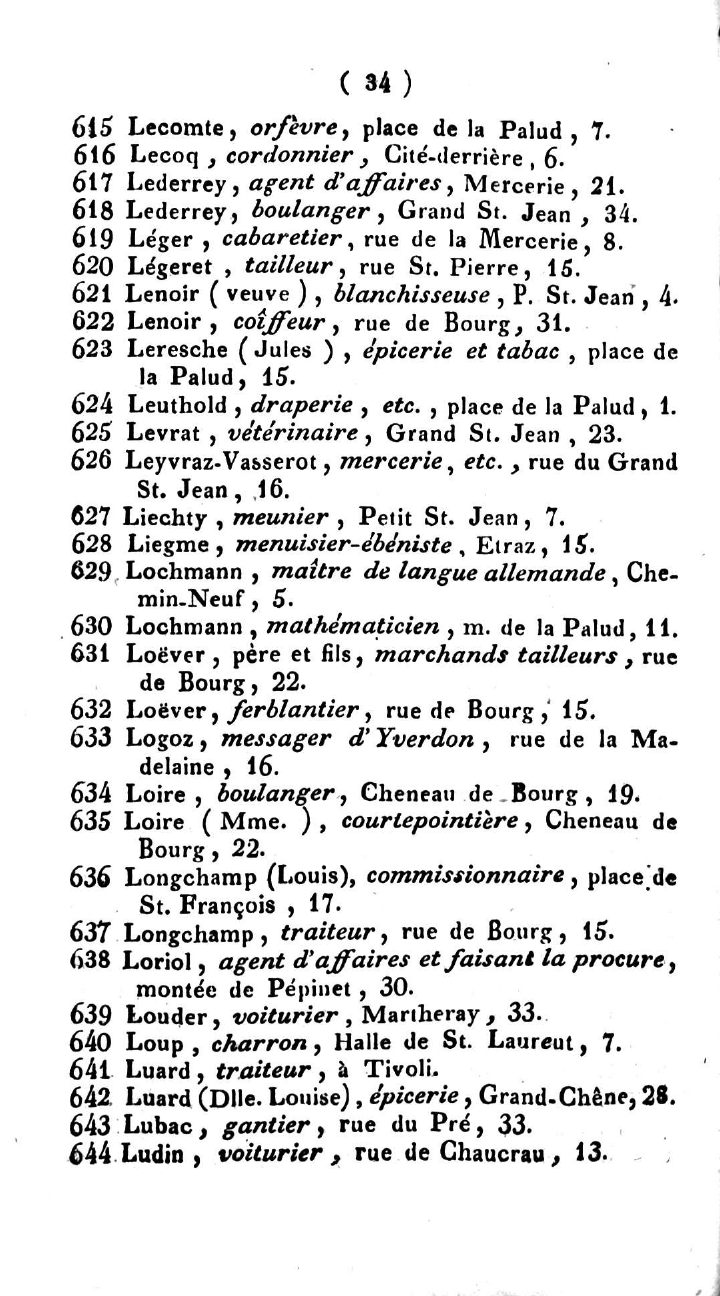 ( 34 )
615 Lecomte, orfèvre, place de la Palud, 7.
616 Lecoq, cordonnier, Cité-derrière, 6.
617 Lederrey, agent d'affaires, Mercerie, 21.
618 Lederrey, boulanger, Grand St. Jean, 34.
619 Léger, cabaretier, rue de la Mercerie, 8.
620 Légeret, tailleur, rue St. Pierre, 15.
621 Lenoir (veuve), blanchisseuse, P. St. Jean, 4.
622 Lenoir, coîffeur, rue de Bourg, 31.
623 Leresche (Jules), épicerie et tabac, place de
la Palud, 15.
624 Leuthold, draperie, etc., place de la Palud, 1.
625 Levrat, vétérinaire, Grand St. Jean, 23.
626 Leyvraz-Vasserot, mercerie, etc., rue du Grand
St. Jean, 16.
627 Liechty, meunier, Petit St. Jean, 7.
628 Liegme, menuisier-ébéniste, Etraz, 15.
629 Lochmann, maître de langue allemande, Che-
min-Neuf, 5.
630 Lochmann, mathématicien, m. de la Palud, 11.
631 Loëver, père et fils, marchands tailleurs, rue
de Bourg, 22.
632 Loëver, ferblantier, rue de Bourg, 15.
633 Logoz, messager d'Yverdon, rue de la Ma-
delaine, 16.
634 Loire, boulanger, Cheneau de Bourg, 19.
635 Loire (Mme.), courtepointière, Cheneau de
Bourg, 22.
636 Longchamp (Louis), commissionnaire, place de
St. François, 17.
637 Longchamp, traiteur, rue de Bourg, 15.
638 Loriol, agent d'affaires et faisant la procure,
montée de Pépinet, 30.
639 Louder, voiturier, Martheray, 33.
640 Loup, charron, Halle de St. Laureut, 7.
641 Luard, traiteur, à Tivoli.
642 Luard (Dlle. Louise), épicerie, Grand-Chêne, 28.
643 Lubac, gantier, rue du Pré, 33.
644 Ludin, voiturier, rue de Chaucrau, 13.